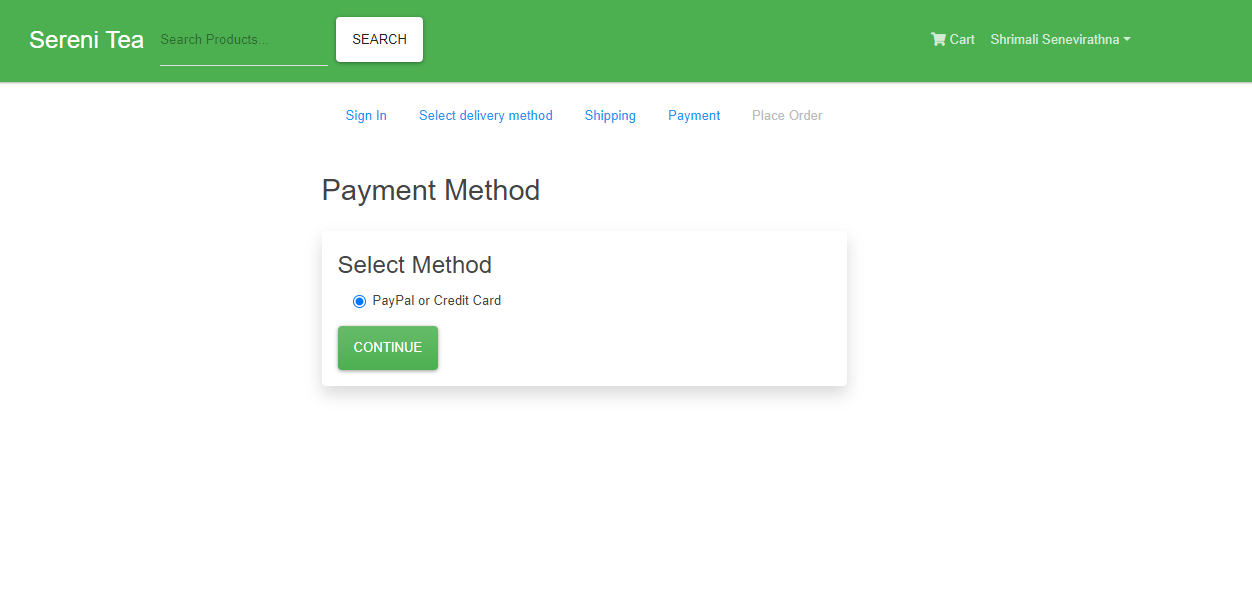 Sereni Tea Search Products... SEARCH Cart Shrimali Senevirathna
Sign In Select delivery method Shipping Payment Place Order
Payment Method
Select Method
PayPal or Credit Card
CONTINUE